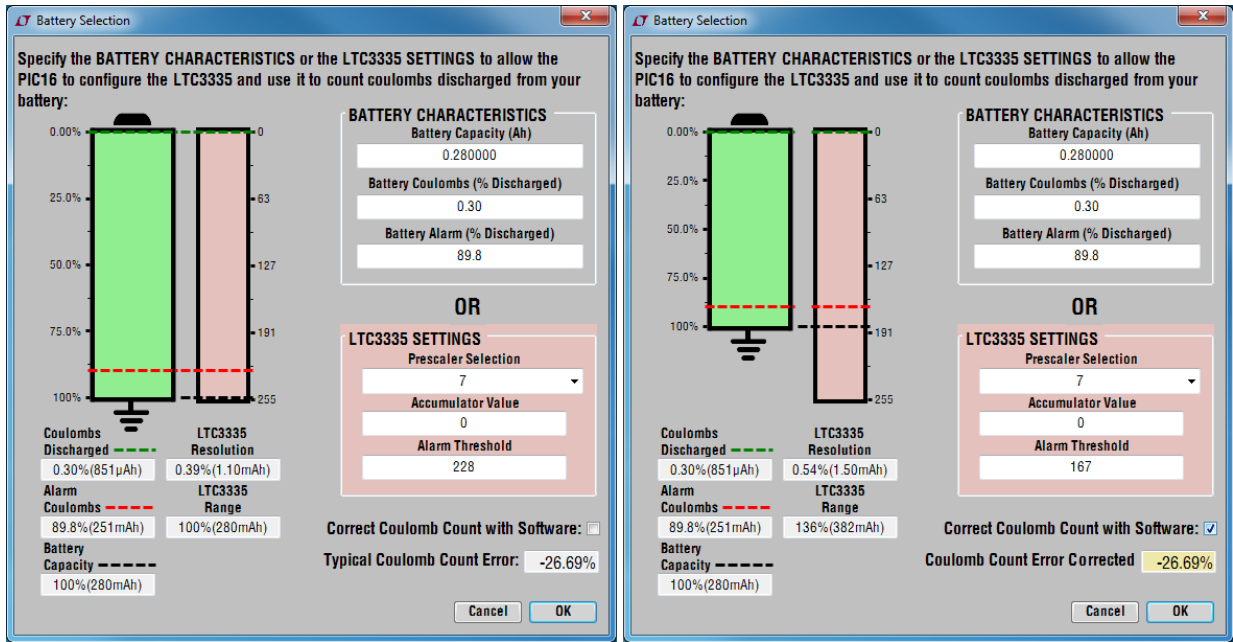 Battery Selection
Specify the BATTERY CHARACTERISTICS or the LTC3335 SETTINGS to allow the
PIC16 to configure the LTC3335 and use it to count coulombs discharged from your
battery:
0.00%
25.0%
50.0%
75.0%
100%
0
63
127
191
255
BATTERY CHARACTERISTICS
Battery Capacity (Ah)
0.280000
Battery Coulombs (% Discharged)
0.30
Battery Alarm (% Discharged)
89.8
OR
LTC3335 SETTINGS
Prescaler Selection
7
Accumulator Value
0
Alarm Threshold
228
Coulombs
Discharged
0.30%(851µAh)
LTC3335
Resolution
0.39%(1.10mAh)
Alarm
Coulombs
89.8%(251mAh)
LTC3335
Range
100%(280mAh)
Battery
Capacity
100%(280mAh)
Correct Coulomb Count with Software:
Typical Coulomb Count Error: -26.69%
Cancel OK
Battery Selection
Specify the BATTERY CHARACTERISTICS or the LTC3335 SETTINGS to allow the
PIC16 to configure the LTC3335 and use it to count coulombs discharged from your
battery:
0.00%
25.0%
50.0%
75.0%
100%
0
63
127
191
255
BATTERY CHARACTERISTICS
Battery Capacity (Ah)
0.280000
Battery Coulombs (% Discharged)
0.30
Battery Alarm (% Discharged)
89.8
OR
LTC3335 SETTINGS
Prescaler Selection
7
Accumulator Value
0
Alarm Threshold
167
Coulombs
Discharged
0.30%(851µAh)
LTC3335
Resolution
0.54%(1.50mAh)
Alarm
Coulombs
89.8%(251mAh)
LTC3335
Range
136%(382mAh)
Battery
Capacity
100%(280mAh)
Correct Coulomb Count with Software:
Coulomb Count Error Corrected -26.69%
Cancel OK